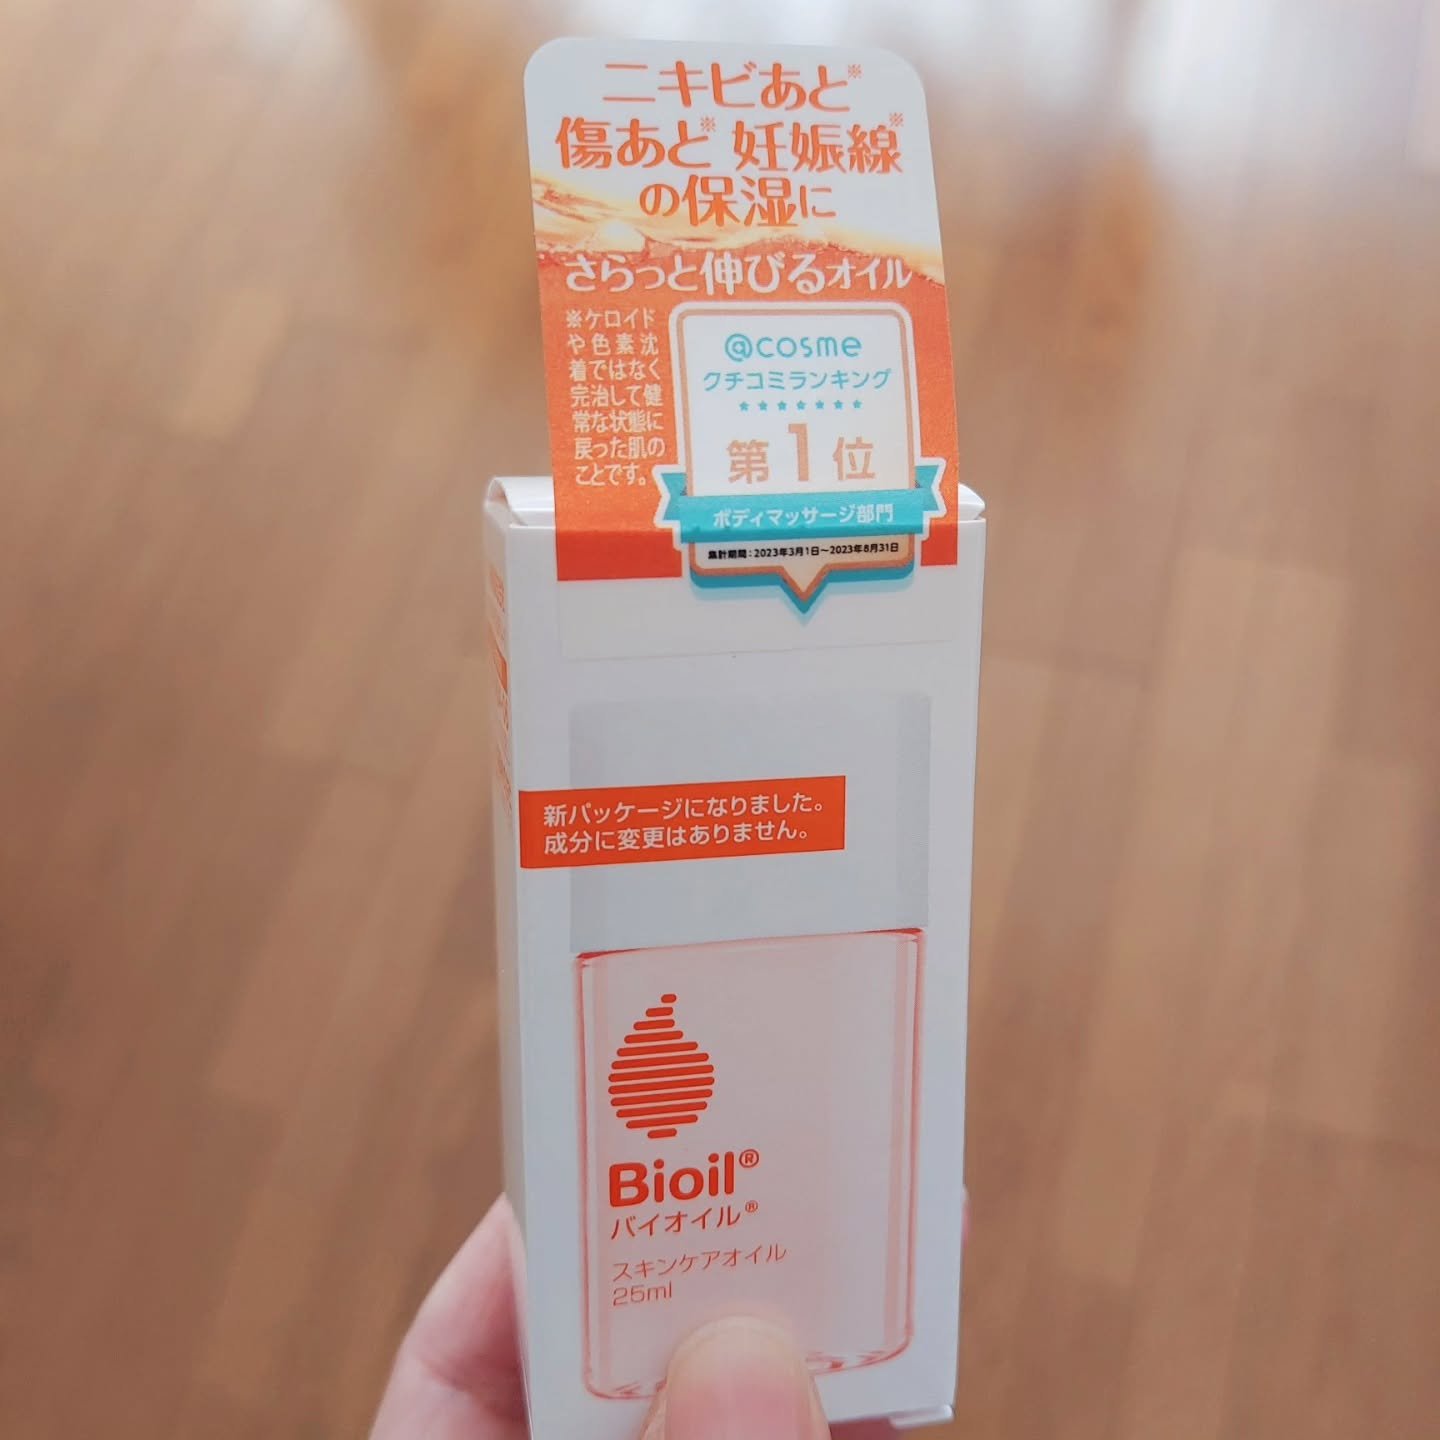 ニキビあと※
傷あと※ 妊娠線※
の保湿に
さらっと伸びるオイル
※ケロイド
や色素沈
着ではなく
完治して健
常な状態に
戻った肌の
ことです。
@cosme
クチコミランキング
★★★★★★★
第1位
ボディマッサージ部門
集計期間：2023年3月1日～2023年8月31日
新パッケージになりました。
成分に変更はありません。
Bioil®
バイオイル®
スキンケアオイル
25ml